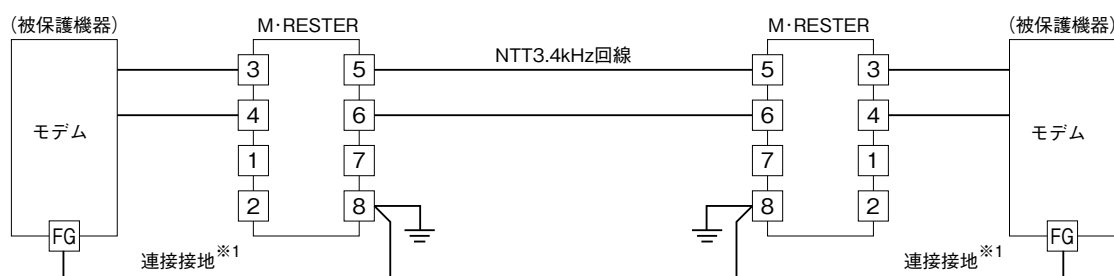 (被保護機器) M･RESTER M･RESTER (被保護機器)
3 5 NTT3.4kHz回線 5 3
4 6 6 4
モデム モデム
1 7 7 1
2 8 8 2
FG FG
連接接地※1 連接接地※1